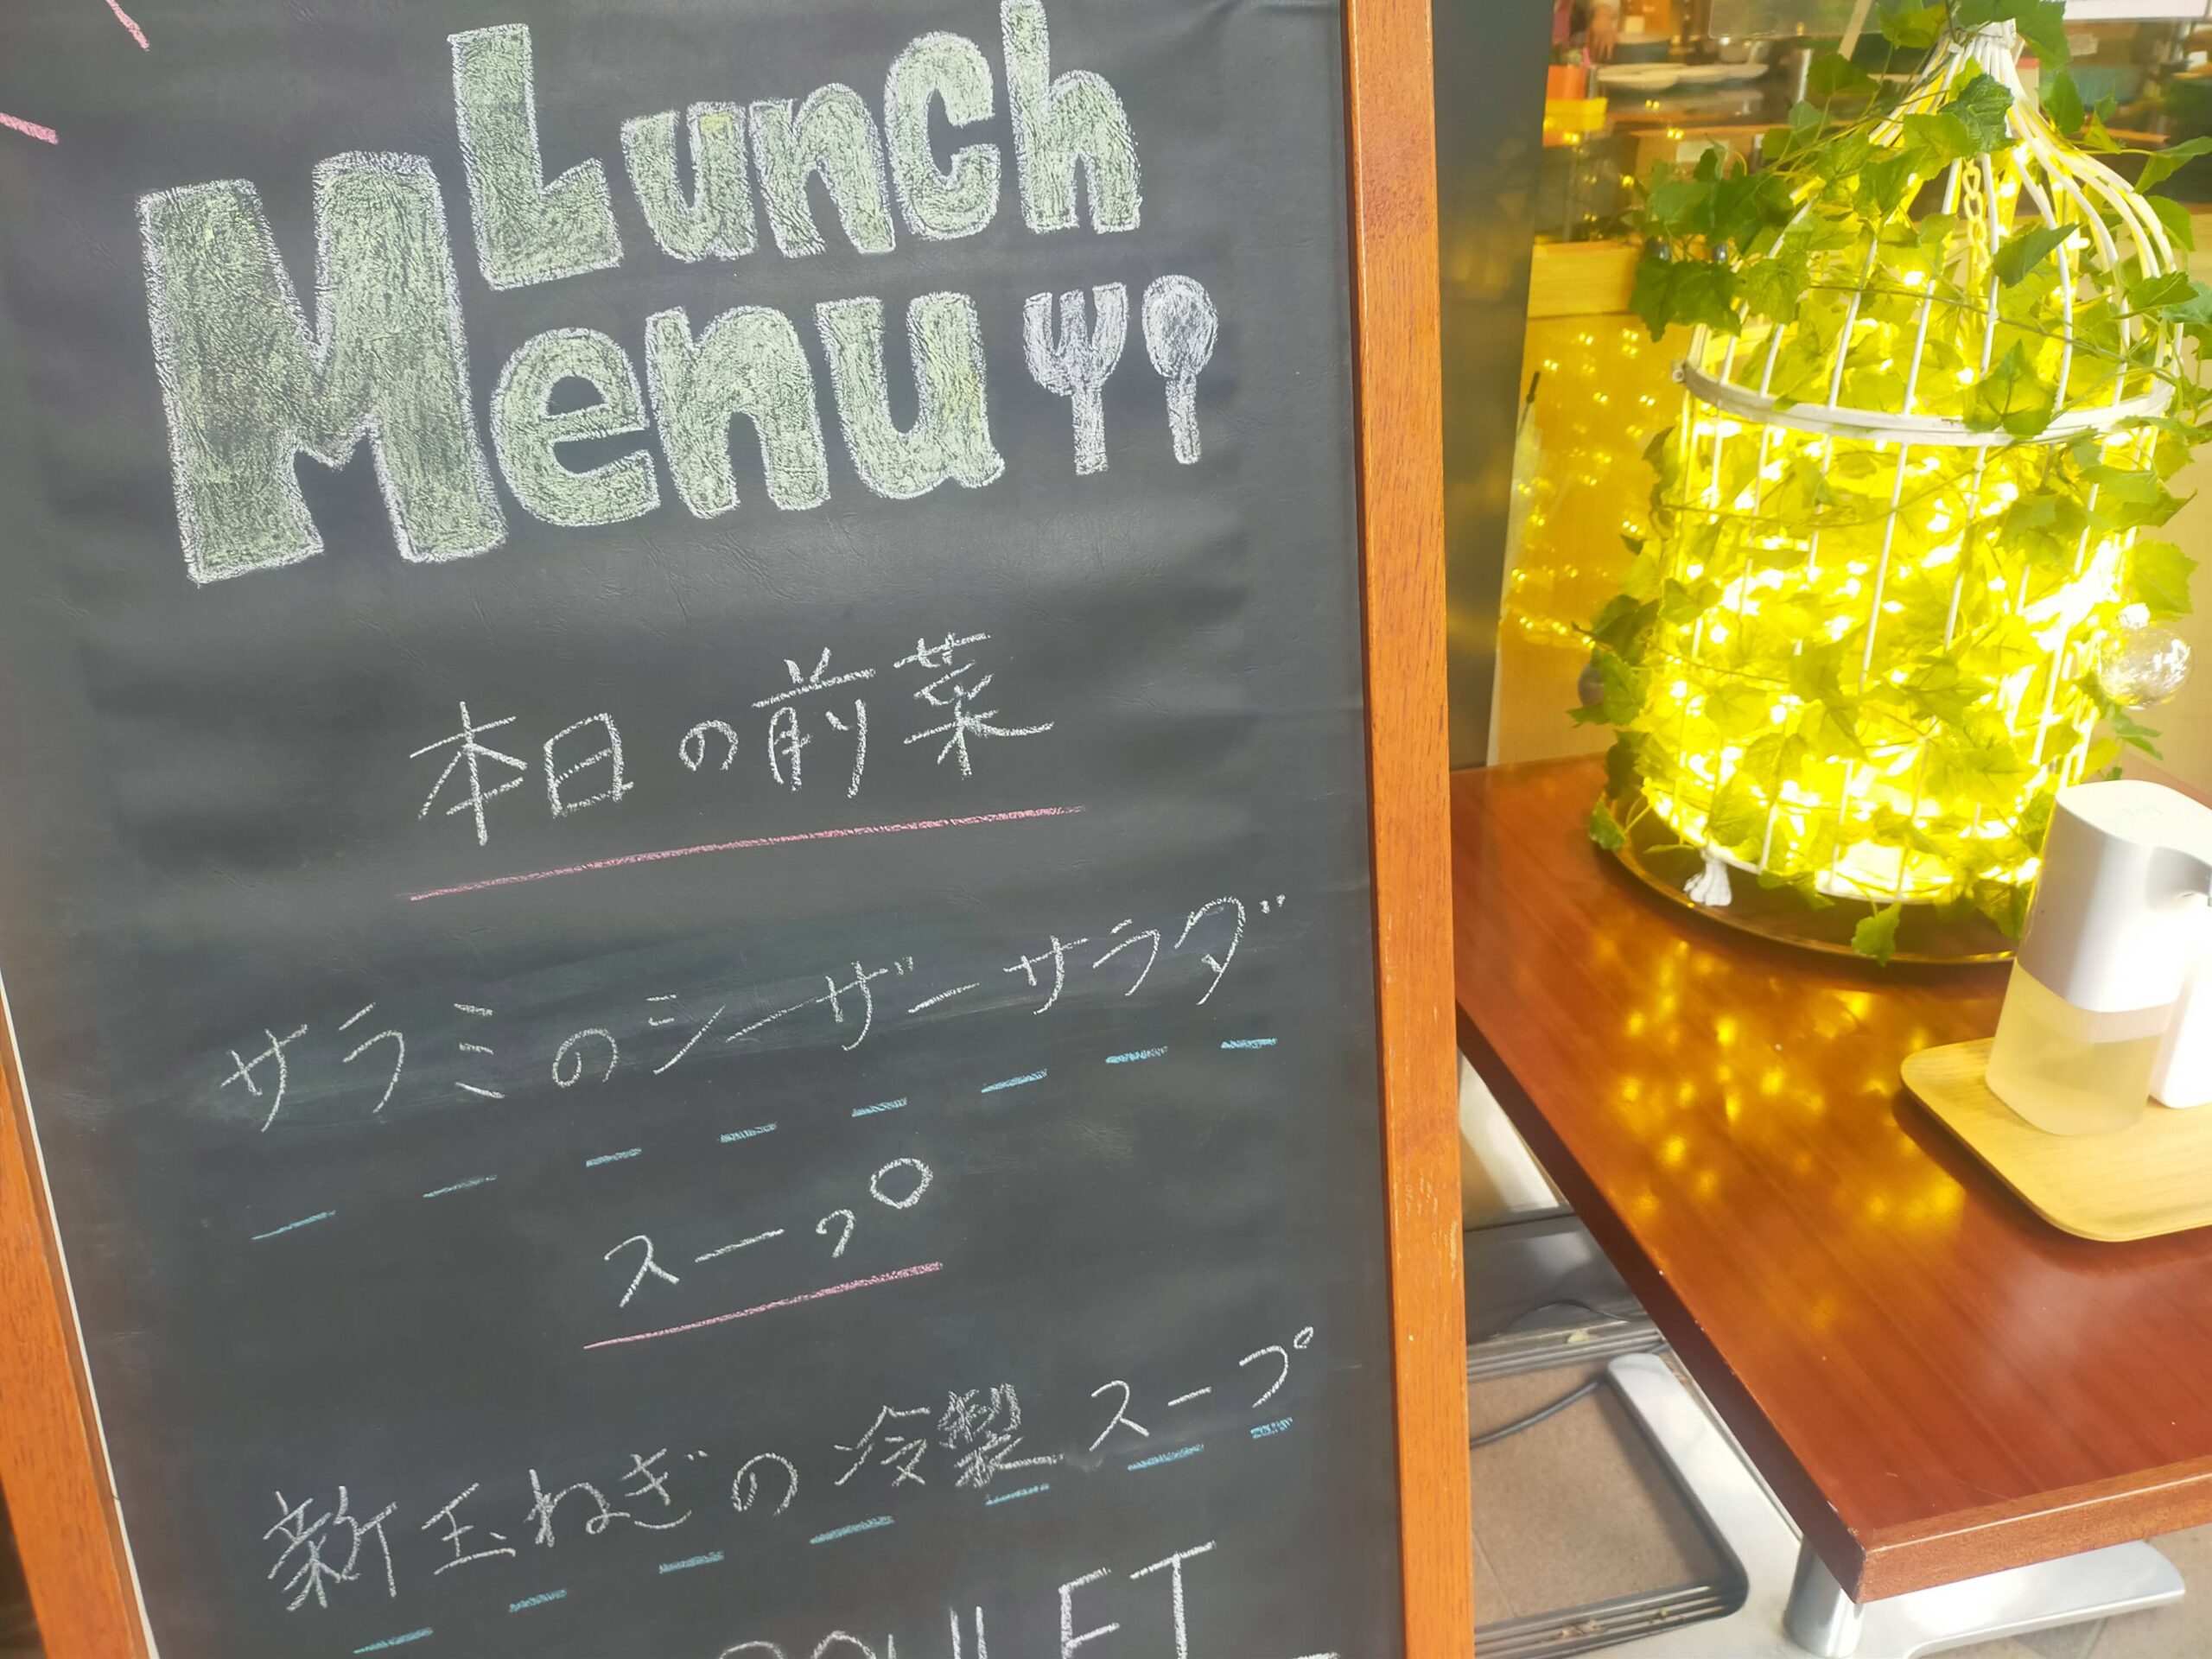 Lunch
Menu
本日の前菜
サラミのシーザーサラダ
スープ
新玉ねぎの冷製スープ